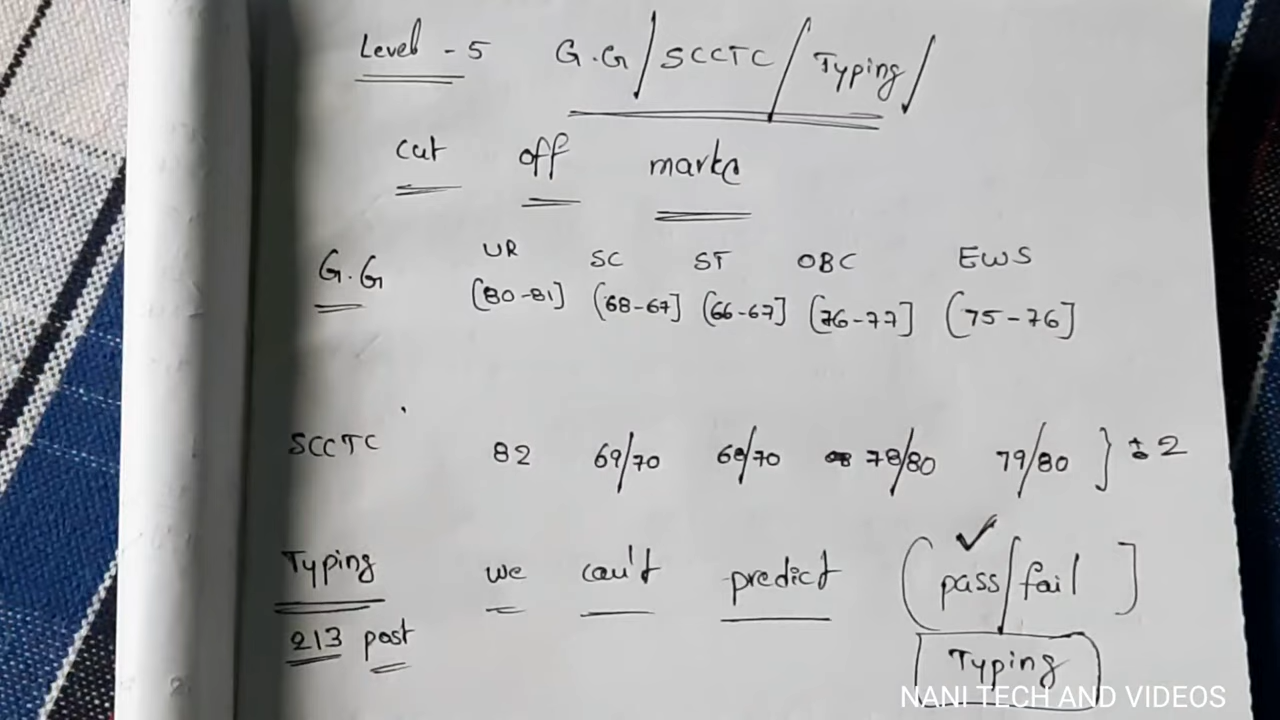 Level - 5 G.G/SCCTC/Typing/
cut off marks
UR SC ST OBC EWS
G.G (80-81] (68-67] (66-67] (76-77] (75-76]
SCCTC 82 69/70 68/70 78/80 79/80 } ± 2
Typing we can't predict (pass/fail]
213 post Typing
NANI TECH AND VIDEOS